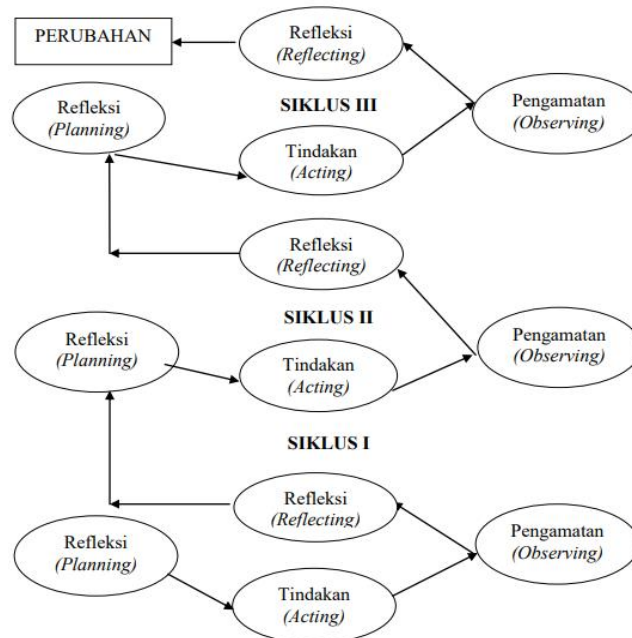 PERUBAHAN
Refleksi
(Reflecting)
Refleksi
(Planning)
SIKLUS III
Pengamatan
(Observing)
Tindakan
(Acting)
Refleksi
(Reflecting)
Refleksi
(Planning)
SIKLUS II
Pengamatan
(Observing)
Tindakan
(Acting)
SIKLUS I
Refleksi
(Reflecting)
Refleksi
(Planning)
Pengamatan
(Observing)
Tindakan
(Acting)